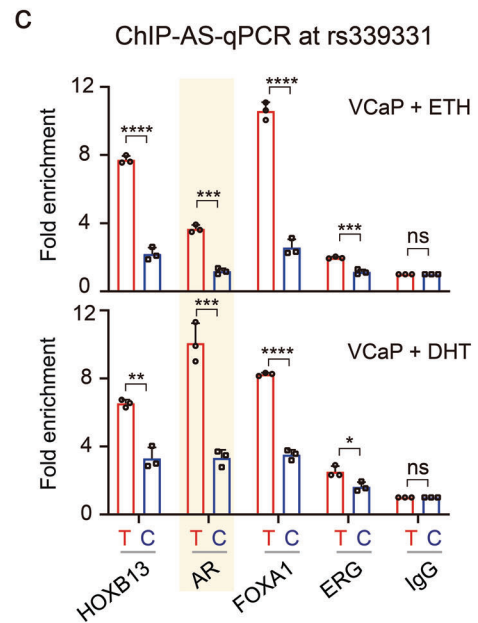 C
ChIP-AS-qPCR at rs339331
VCaP + ETH
Fold enrichment
12
8
4
0
****
***
****
***
ns
VCaP + DHT
Fold enrichment
12
8
4
0
**
***
****
*
ns
T C T C T C T C T C
HOXB13 AR FOXA1 ERG IgG